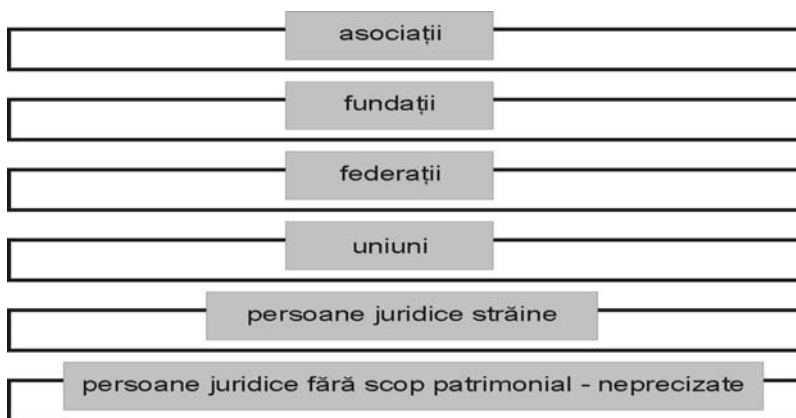 asociații
fundații
federații
uniuni
persoane juridice străine
persoane juridice fără scop patrimonial - neprecizate